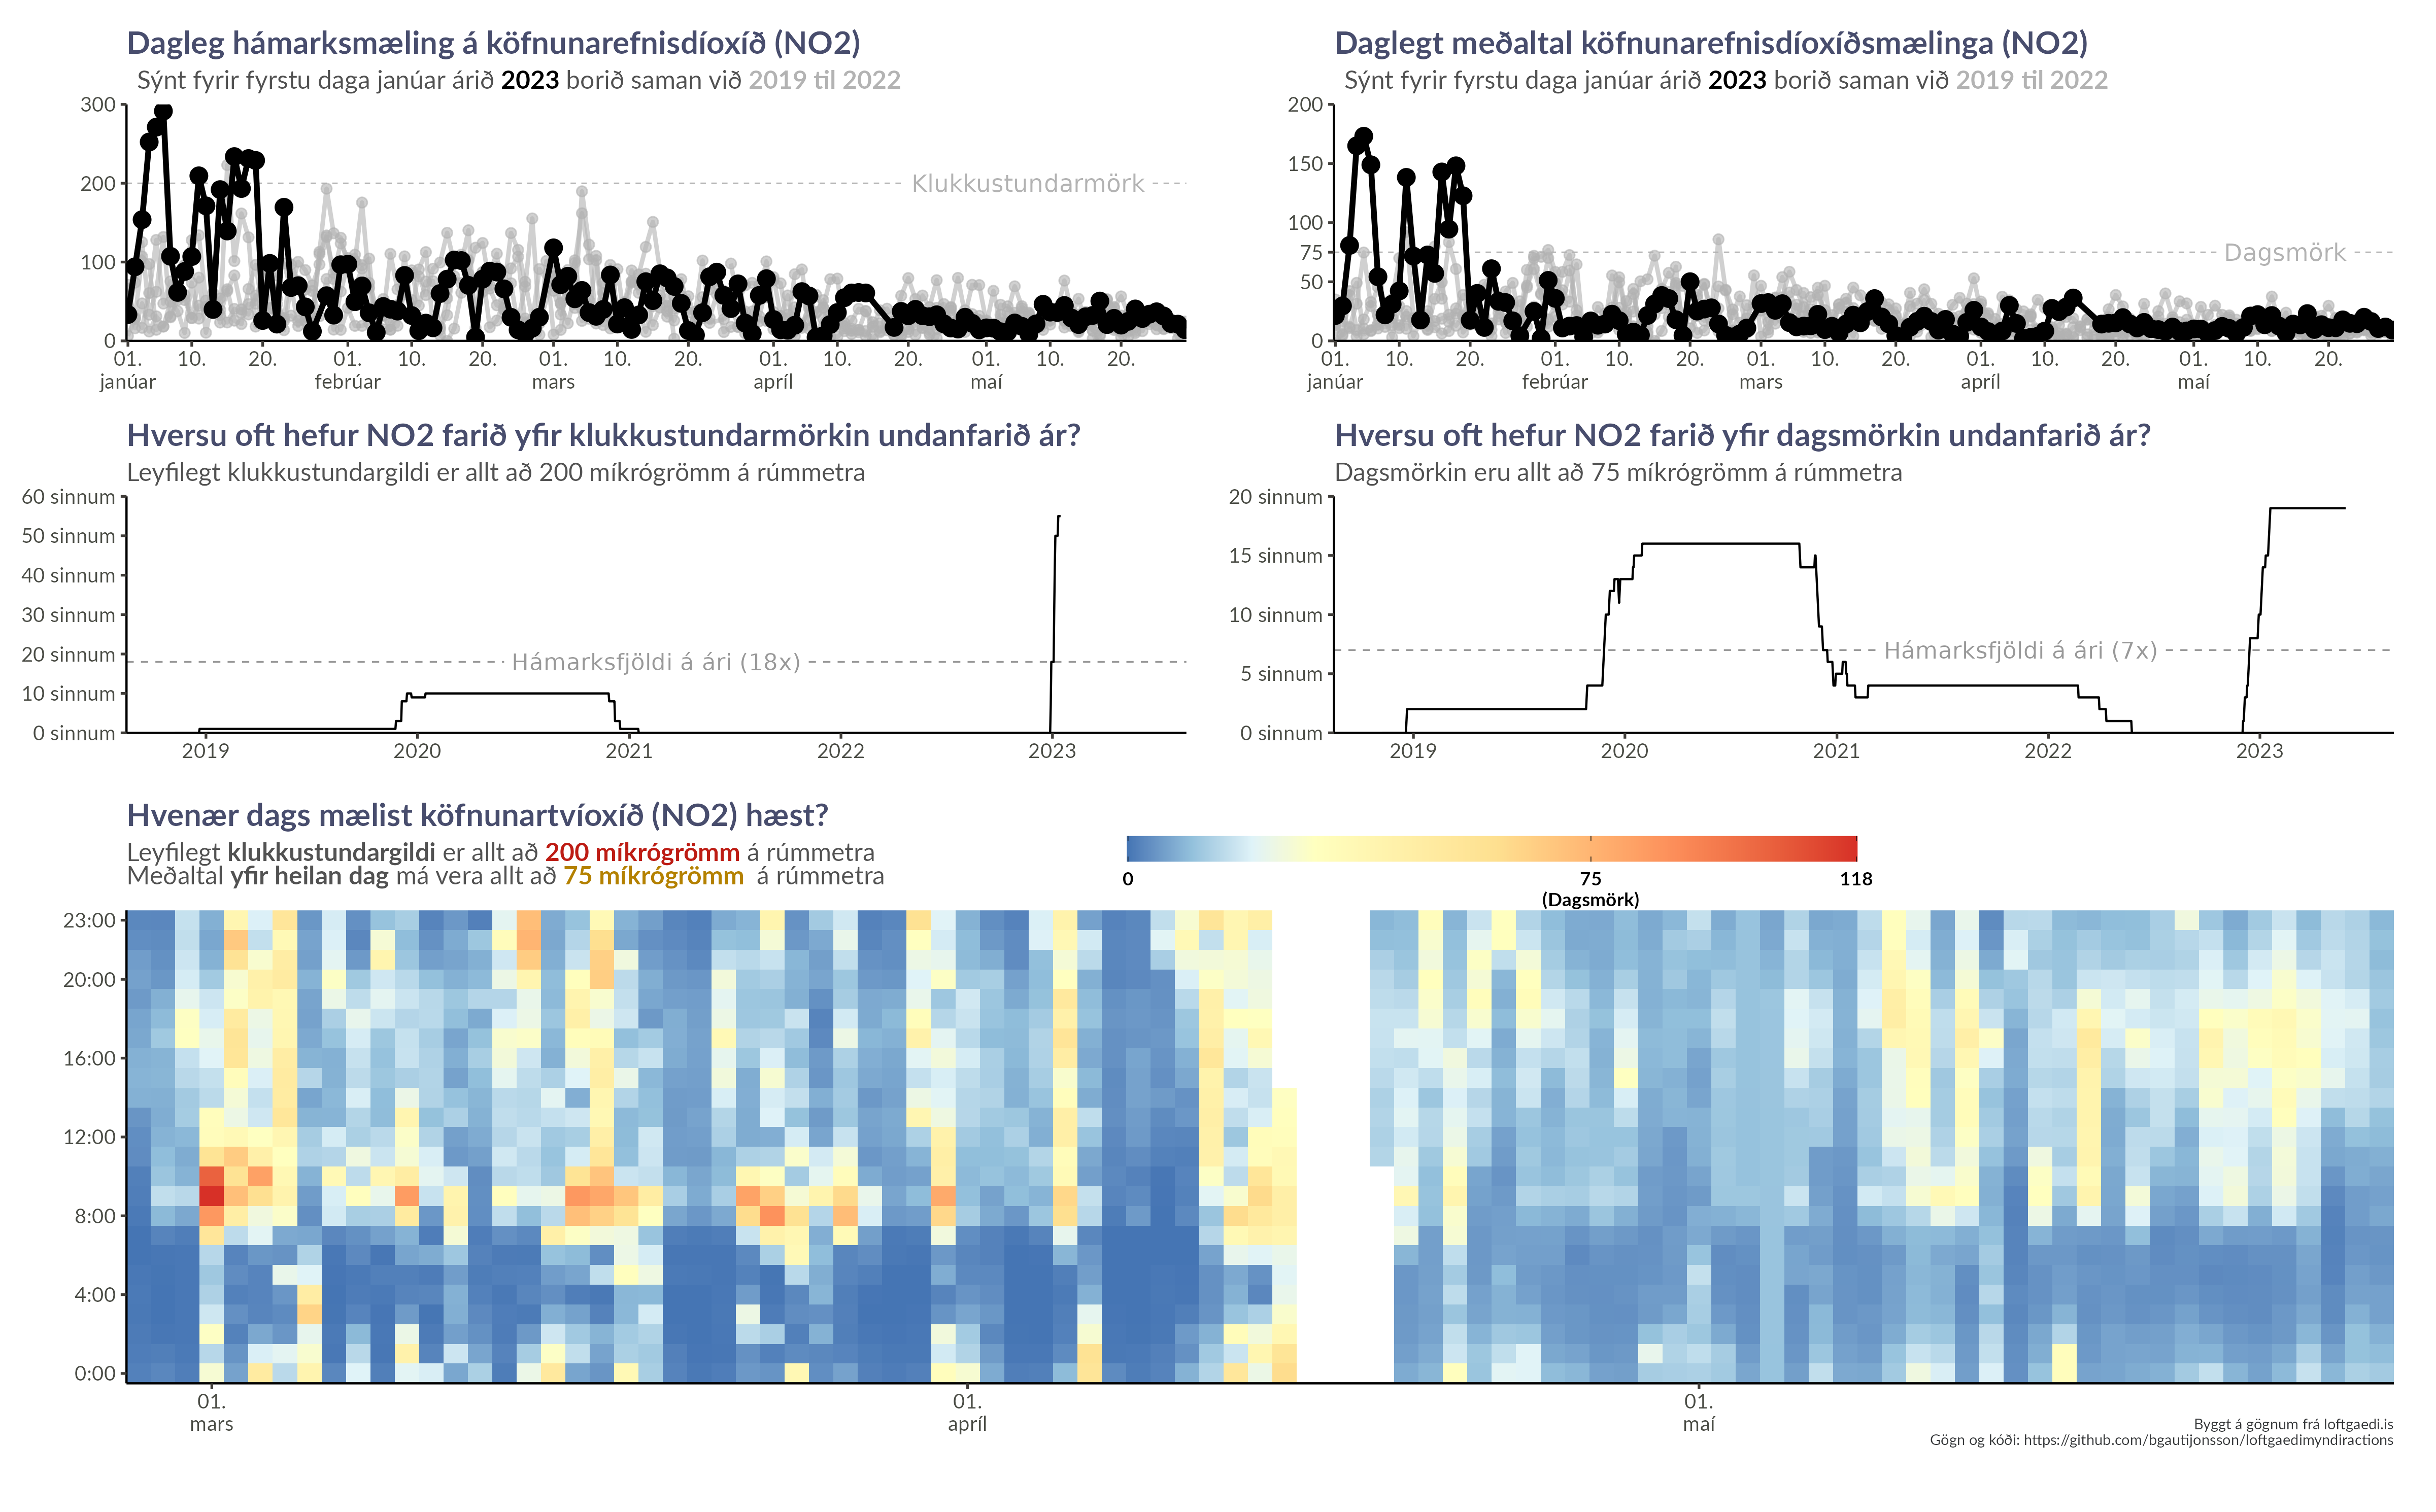 Dagleg hámarksmæling á köfnunarefnisdíoxíð (NO2)
Sýnt fyrir fyrstu daga janúar árið 2023 borið saman við 2019 til 2022
300
200
100
0
Klukkustundarmörk
01. 10. 20. 01. 10. 20. 01. 10. 20. 01. 10. 20. 01. 10. 20.
janúar febrúar mars apríl maí
Daglegt meðaltal köfnunarefnisdíoxíðsmælinga (NO2)
Sýnt fyrir fyrstu daga janúar árið 2023 borið saman við 2019 til 2022
200
150
100
75
50
0
Dagsmörk
01. 10. 20. 01. 10. 20. 01. 10. 20. 01. 10. 20. 01. 10. 20.
janúar febrúar mars apríl maí
Hversu oft hefur NO2 farið yfir klukkustundarmörkin undanfarið ár?
Leyfilegt klukkustundargildi er allt að 200 míkrógrömm á rúmmetra
60 sinnum
50 sinnum
40 sinnum
30 sinnum
20 sinnum
10 sinnum
0 sinnum
Hámarksfjöldi á ári (18x)
2019 2020 2021 2022 2023
Hversu oft hefur NO2 farið yfir dagsmörkin undanfarið ár?
Dagsmörkin eru allt að 75 míkrógrömm á rúmmetra
20 sinnum
15 sinnum
10 sinnum
5 sinnum
0 sinnum
Hámarksfjöldi á ári (7x)
2019 2020 2021 2022 2023
Hvenær dags mælist köfnunartvíoxíð (NO2) hæst?
Leyfilegt klukkustundargildi er allt að 200 míkrógrömm á rúmmetra
Meðaltal yfir heilan dag má vera allt að 75 míkrógrömm á rúmmetra
0 75 118
(Dagsmörk)
23:00
20:00
16:00
12:00
8:00
4:00
0:00
01. 01. 01.
mars apríl maí
Byggt á gögnum frá loftgaedi.is
Gögn og kóði: https://github.com/bgautijonsson/loftgaedimyndiractions